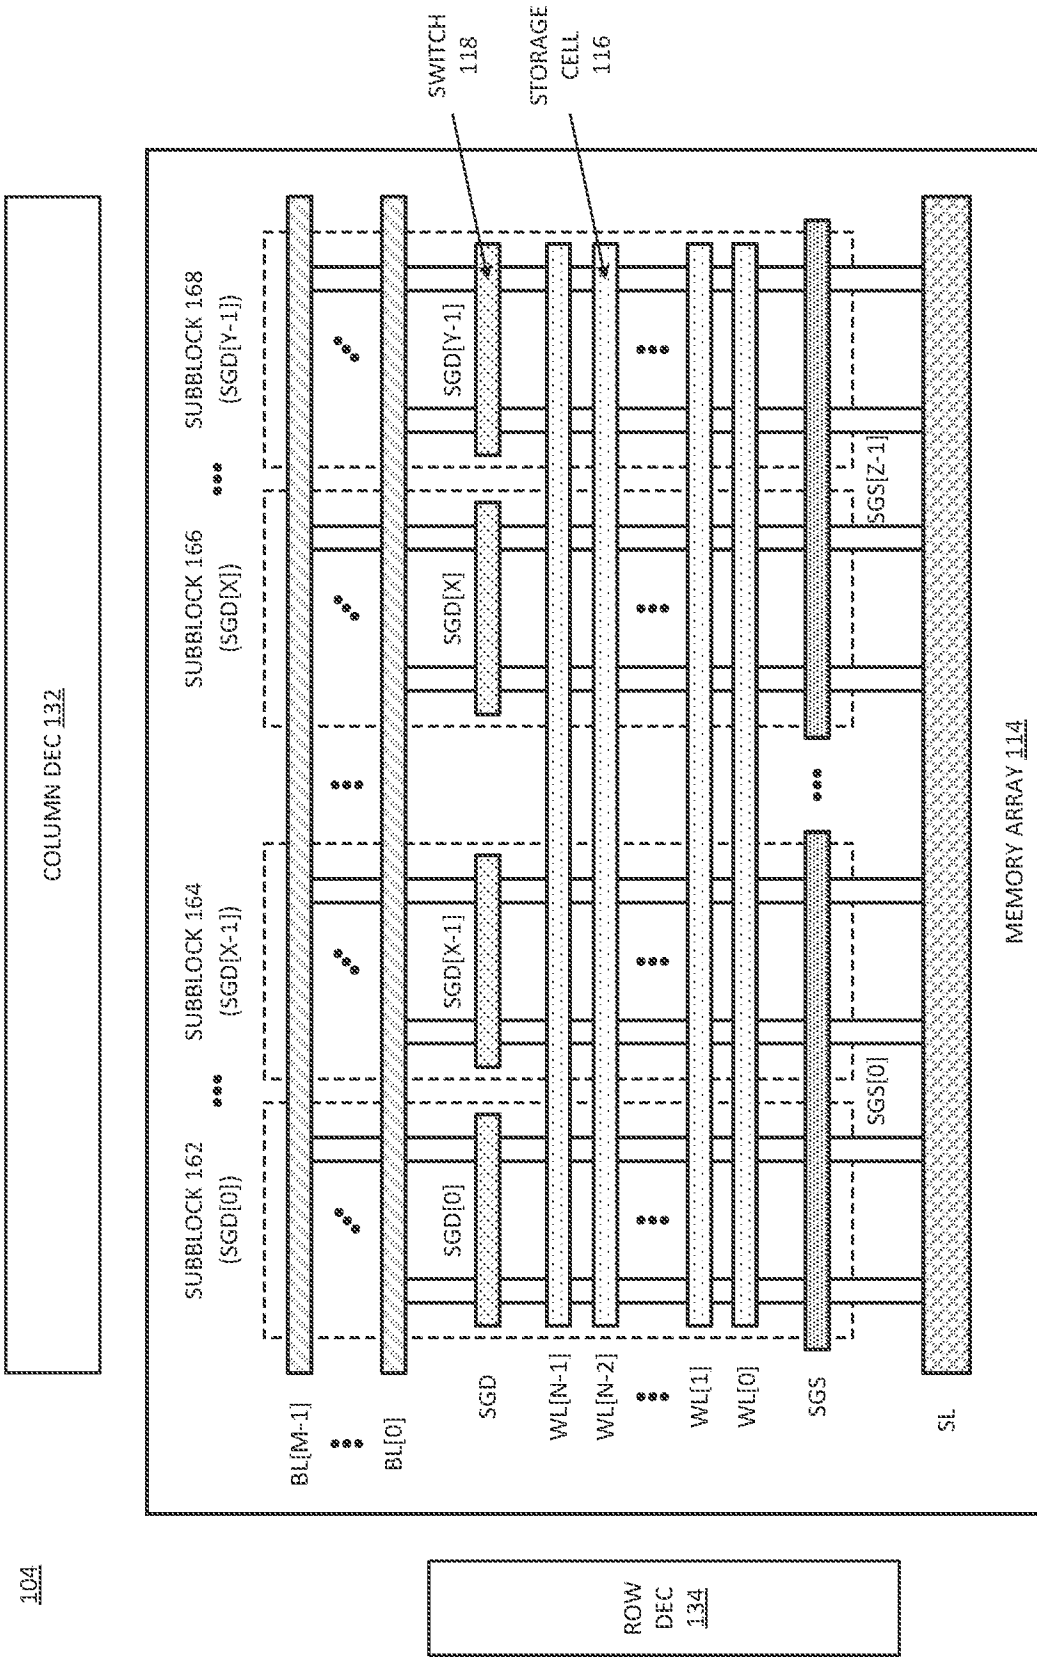 104
COLUMN DEC 132
ROW
DEC
134
SUBBLOCK 162
(SGD[0])
•••
SUBBLOCK 164
(SGD[X-1])
SUBBLOCK 166
(SGD[X])
•••
SUBBLOCK 168
(SGD[Y-1])
BL[M-1]
•••
BL[0]
SGD
SGD[0]
SGD[X-1]
SGD[X]
SGD[Y-1]
SWITCH
118
WL[N-1]
WL[N-2]
•••
WL[1]
WL[0]
STORAGE
CELL
116
SGS
•••
SGS[0]
SGS[Z-1]
SL
MEMORY ARRAY 114